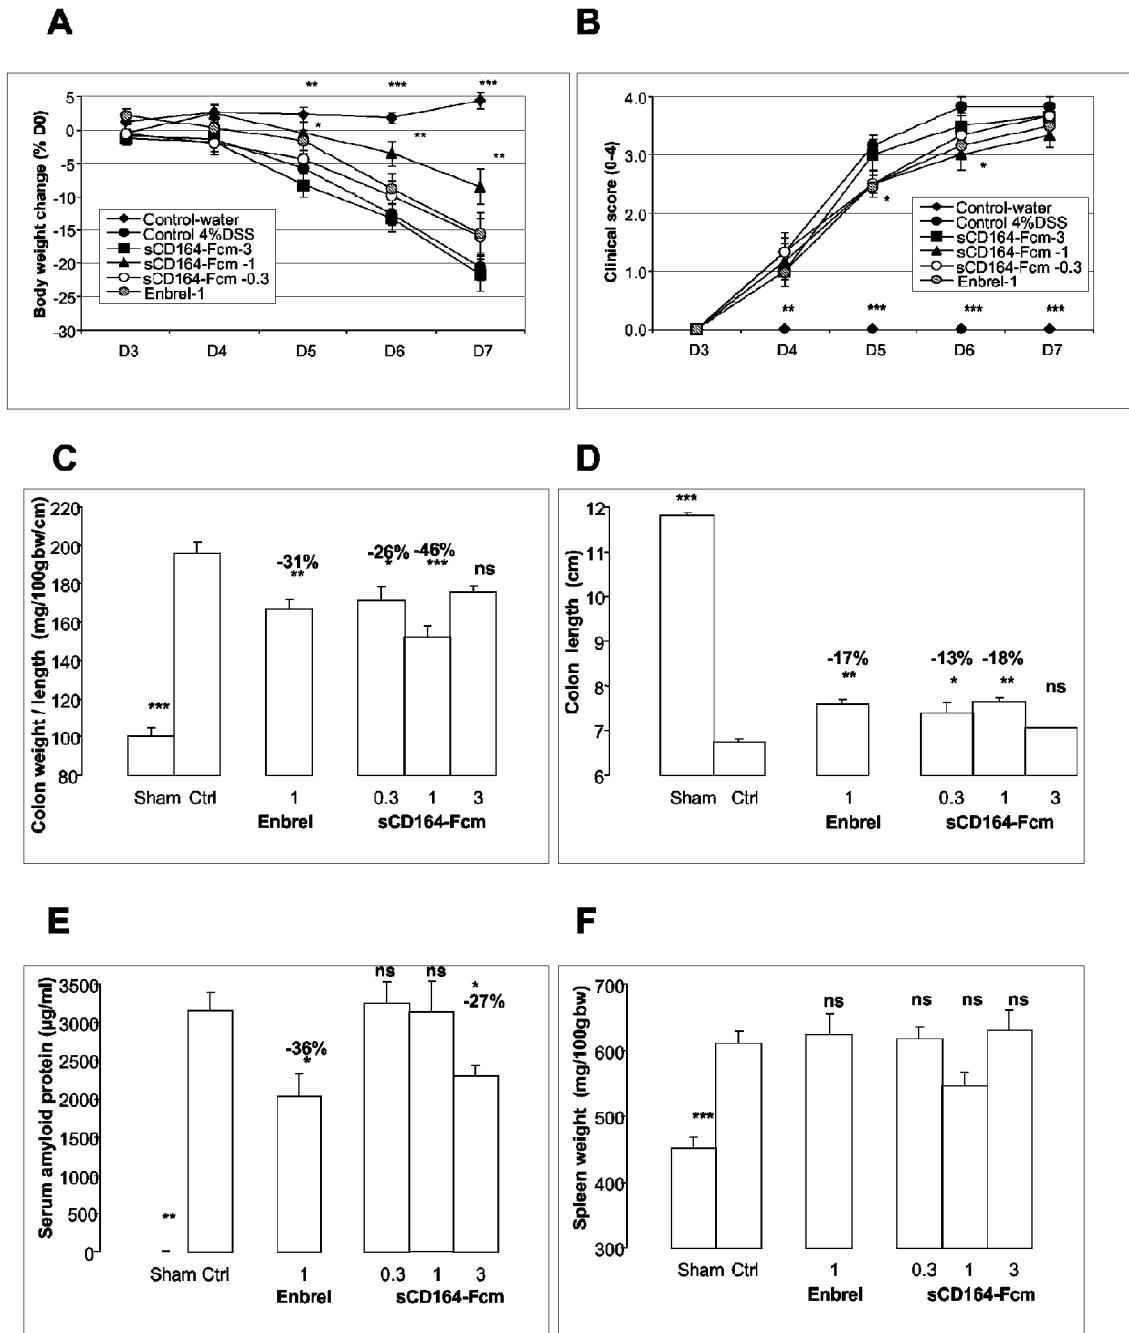 A
B
** *** ***
* ** **
Body weight change (% D0)
5
0
-5
-10
-15
-20
-25
-30
Control-water
Control 4%DSS
sCD164-Fcm-3
sCD164-Fcm -1
sCD164-Fcm -0.3
Enbrel-1
D3 D4 D5 D6 D7
Clinical score (0-4)
4.0
3.0
2.0
1.0
0.0
* *
Control-water
Control 4%DSS
sCD164-Fcm-3
sCD164-Fcm -1
sCD164-Fcm -0.3
Enbrel-1
** *** *** ***
D3 D4 D5 D6 D7
C
D
Colon weight / length (mg/100gbw/cm)
220
200
180
160
140
120
100
80
-31% -26% -46% ns
** * ***
***
Sham Ctrl 1 0.3 1 3
Enbrel sCD164-Fcm
Colon length (cm)
12
11
10
9
8
7
6
***
-17% -13% -18% ns
** * **
Sham Ctrl 1 0.3 1 3
Enbrel sCD164-Fcm
E
F
Serum amyloid protein (µg/ml)
3500
3000
2500
2000
1500
1000
500
0
ns ns *
-27%
-36%
*
**
Sham Ctrl 1 0.3 1 3
Enbrel sCD164-Fcm
Spleen weight (mg/100gbw)
700
600
500
400
300
ns ns ns ns
***
Sham Ctrl 1 0.3 1 3
Enbrel sCD164-Fcm